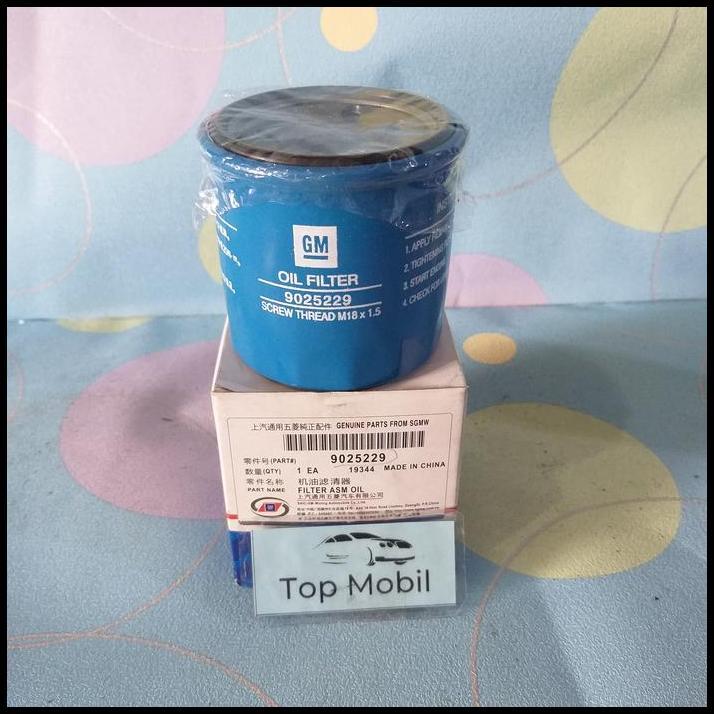 GM
OIL FILTER
9025229
SCREW THREAD M18 x 1.5
1. APPLY
2. TIGHTENING
3. START ENGINE
4. CHECK FOR
上汽通用五菱純正配件 GENUINE PARTS FROM SGMW
零件号(PART#) 9025229
数量(QTY) 1 EA 19344 MADE IN CHINA
零件名称 机油滤清器
PART NAME FILTER ASM OIL
上汽通用五菱汽车有限公司
Top Mobil